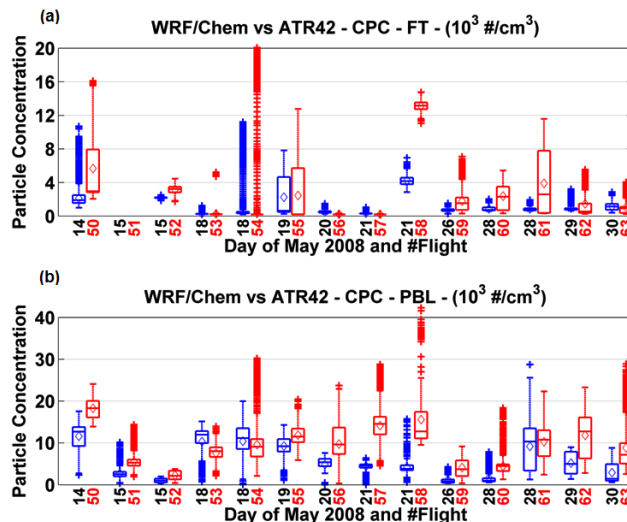 (a)
WRF/Chem vs ATR42 - CPC - FT - (10³ #/cm³)
Particle Concentration
20
16
12
8
4
0
14 15 15 18 18 19 20 21 21 26 28 28 29 30
50 51 52 53 54 55 56 57 58 59 60 61 62 63
Day of May 2008 and #Flight
(b)
WRF/Chem vs ATR42 - CPC - PBL - (10³ #/cm³)
Particle Concentration
40
30
20
10
0
14 15 15 18 18 19 20 21 21 26 28 28 29 30
50 51 52 53 54 55 56 57 58 59 60 61 62 63
Day of May 2008 and #Flight